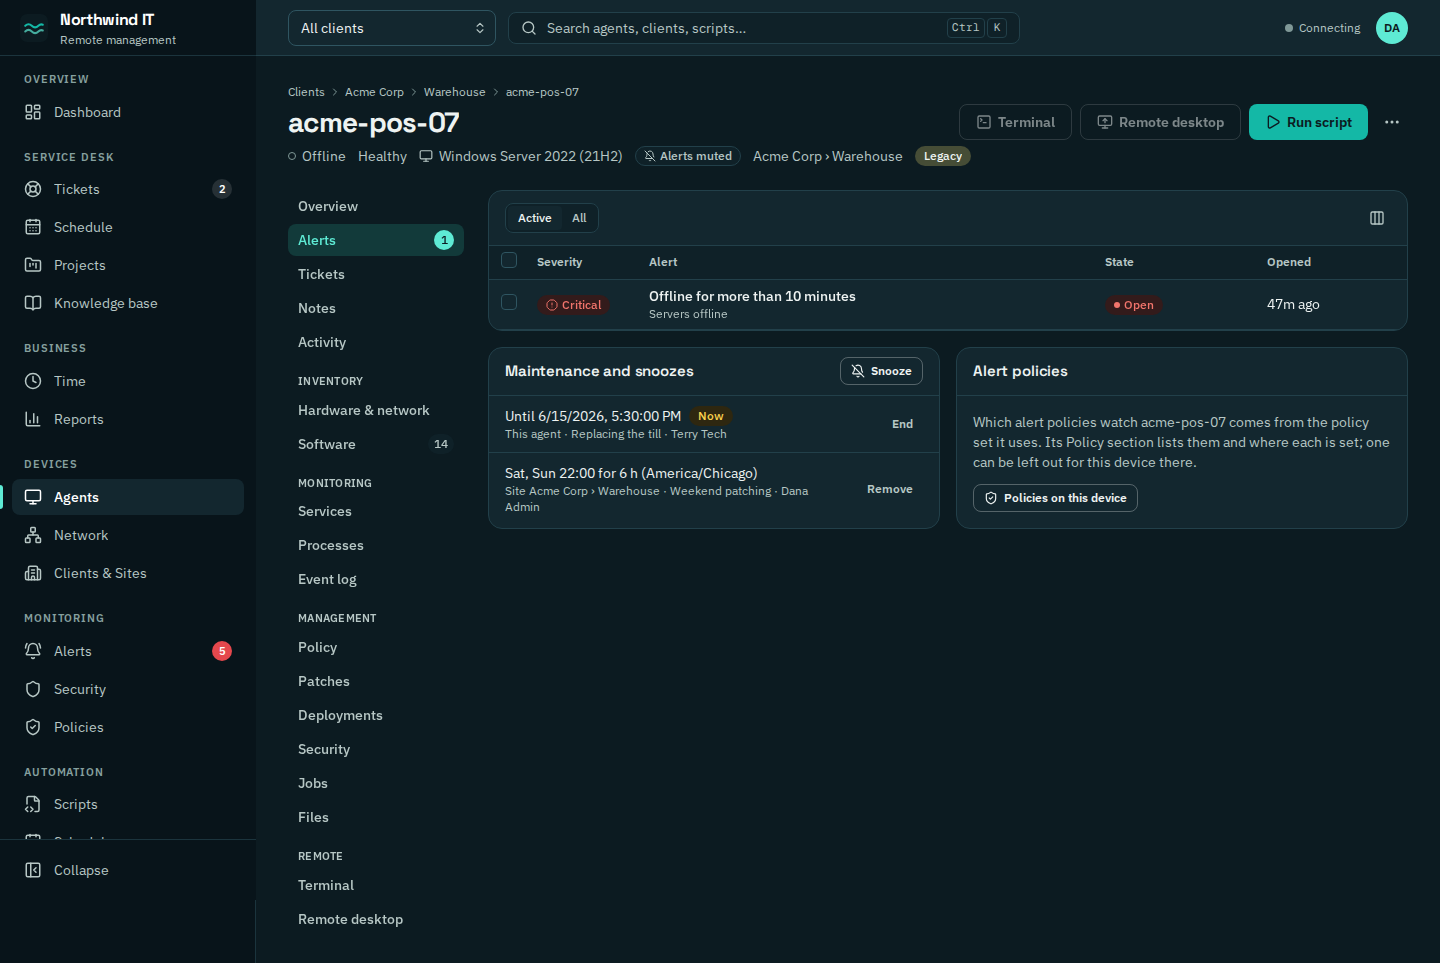 Northwind IT
Remote management
All clients
Search agents, clients, scripts...
Ctrl K
Connecting
DA
OVERVIEW
Dashboard
SERVICE DESK
Tickets 2
Schedule
Projects
Knowledge base
BUSINESS
Time
Reports
DEVICES
Agents
Network
Clients & Sites
MONITORING
Alerts 5
Security
Policies
AUTOMATION
Scripts
Collapse
Clients > Acme Corp > Warehouse > acme-pos-07
acme-pos-07
Terminal
Remote desktop
Run script
Offline
Healthy
Windows Server 2022 (21H2)
Alerts muted
Acme Corp › Warehouse
Legacy
Overview
Alerts 1
Tickets
Notes
Activity
INVENTORY
Hardware & network
Software 14
MONITORING
Services
Processes
Event log
MANAGEMENT
Policy
Patches
Deployments
Security
Jobs
Files
REMOTE
Terminal
Remote desktop
Active All
Severity Alert State Opened
Critical
Offline for more than 10 minutes
Servers offline
Open
47m ago
Maintenance and snoozes
Snooze
Until 6/15/2026, 5:30:00 PM Now
This agent · Replacing the till · Terry Tech
End
Sat, Sun 22:00 for 6 h (America/Chicago)
Site Acme Corp › Warehouse · Weekend patching · Dana
Admin
Remove
Alert policies
Which alert policies watch acme-pos-07 comes from the policy
set it uses. Its Policy section lists them and where each is set; one
can be left out for this device there.
Policies on this device